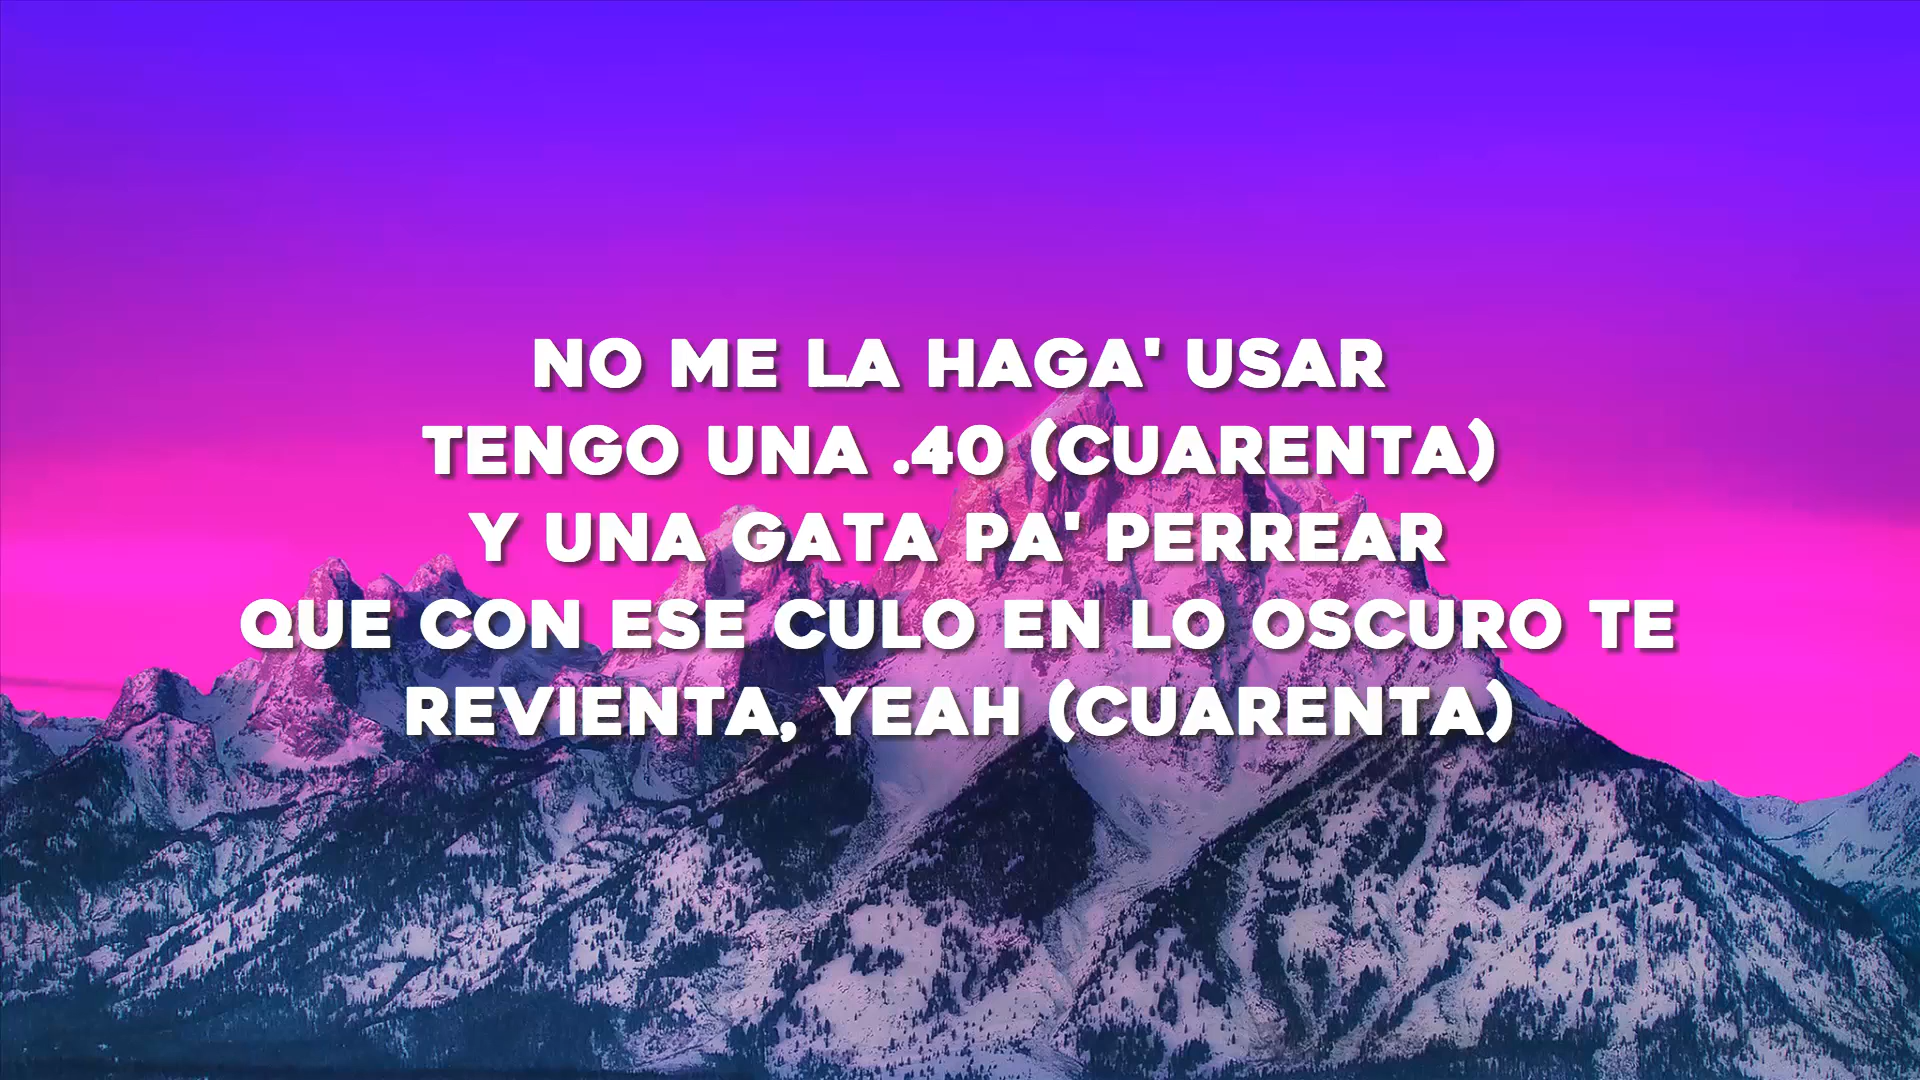 NO ME LA HAGA' USAR
TENGO UNA .40 (CUARENTA)
Y UNA GATA PA' PERREAR
QUE CON ESE CULO EN LO OSCURO TE
REVIENTA, YEAH (CUARENTA)